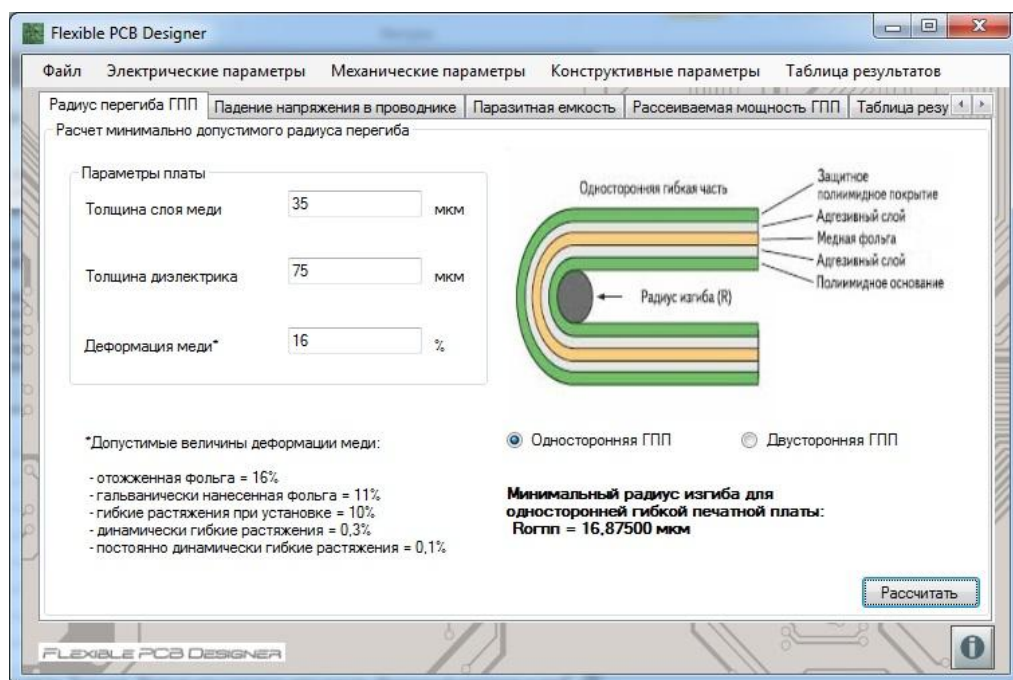 Flexible PCB Designer
Файл Электрические параметры Механические параметры Конструктивные параметры Таблица результатов
Радиус перегиба ГПП Падение напряжения в проводнике Паразитная емкость Рассеиваемая мощность ГПП Таблица резу
Расчет минимально допустимого радиуса перегиба
Параметры платы
Толщина слоя меди 35 мкм
Толщина диэлектрика 75 мкм
Деформация меди* 16 %
Односторонняя гибкая часть
Защитное
полиимидное покрытие
Адгезивный слой
Медная фольга
Адгезивный слой
Полиимидное основание
Радиус изгиба (R)
*Допустимые величины деформации меди:
- отожженная фольга = 16%
- гальванически нанесенная фольга = 11%
- гибкие растяжения при установке = 10%
- динамически гибкие растяжения = 0,3%
- постоянно динамически гибкие растяжения = 0,1%
Односторонняя ГПП Двусторонняя ГПП
Минимальный радиус изгиба для
односторонней гибкой печатной платы:
Rогпп = 16,87500 мкм
Рассчитать
FLEXIBLE PCB DESIGNER